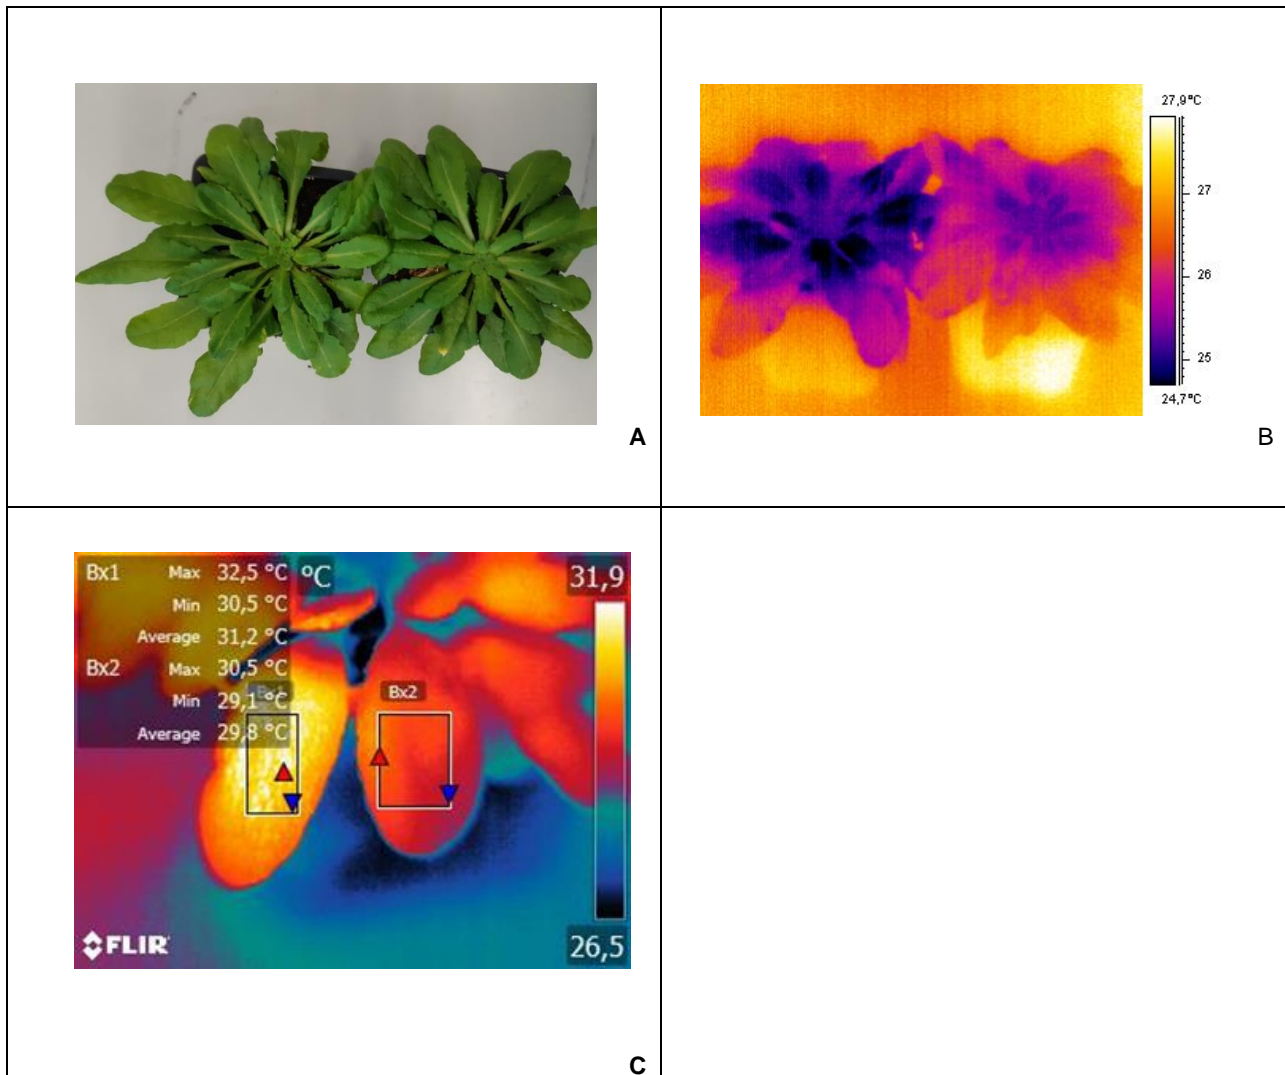 A
27,9°C
27
26
25
24,7°C
B
Bx1 Max 32,5 °C °C 31,9
Min 30,5 °C
Average 31,2 °C
Bx2 Max 30,5 °C
Min 29,1 °C
Bx1 Bx2
Average 29,8 °C
FLIR 26,5
C